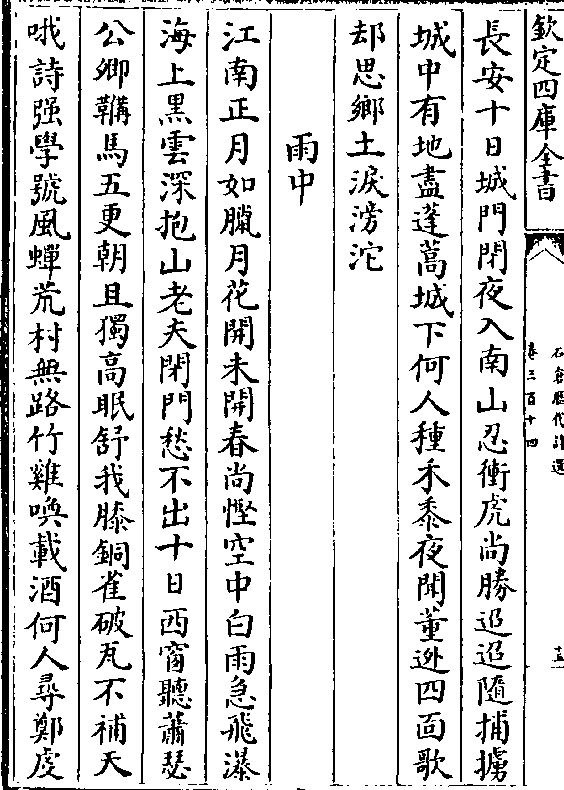 欽定四庫全書
石倉歷代詩選
卷三百十四
長安十日城門閉夜入南山忍衝虎尚勝迢迢隨捕擄
城中有地盡蓬蒿城下何人種禾黍夜聞董逃四面歌
却思鄉土淚滂沱
雨中
江南正月如臘月花開未開春尚慳空中白雨急飛瀑
海上黑雲深抱山老夫閉門愁不出十日西窗聽蕭瑟
公卿鞴馬五更朝且獨高眠舒我膝銅雀破瓦不補天
哦詩强學號風蟬荒村無路竹雞喚載酒何人尋鄭虔